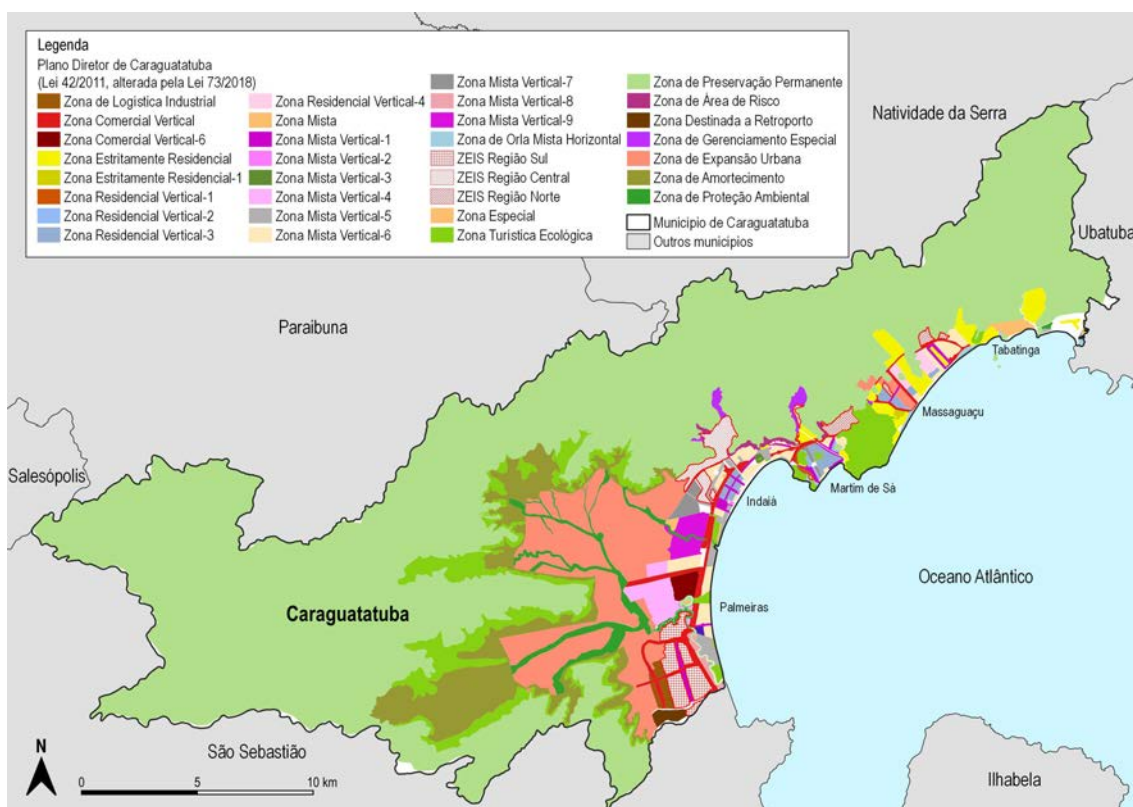 Legenda
Plano Diretor de Caraguatatuba
(Lei 42/2011, alterada pela Lei 73/2018)
Zona de Logística Industrial
Zona Comercial Vertical
Zona Comercial Vertical-6
Zona Estritamente Residencial
Zona Estritamente Residencial-1
Zona Residencial Vertical-1
Zona Residencial Vertical-2
Zona Residencial Vertical-3
Zona Residencial Vertical-4
Zona Mista
Zona Mista Vertical-1
Zona Mista Vertical-2
Zona Mista Vertical-3
Zona Mista Vertical-4
Zona Mista Vertical-5
Zona Mista Vertical-6
Zona Mista Vertical-7
Zona Mista Vertical-8
Zona Mista Vertical-9
Zona de Orla Mista Horizontal
ZEIS Região Sul
ZEIS Região Central
ZEIS Região Norte
Zona Especial
Zona Turística Ecológica
Zona de Preservação Permanente
Zona de Área de Risco
Zona Destinada a Retroporto
Zona de Gerenciamento Especial
Zona de Expansão Urbana
Zona de Amortecimento
Zona de Proteção Ambiental
Município de Caraguatatuba
Outros municípios
Natividade da Serra
Ubatuba
Paraibuna
Tabatinga
Massaguaçu
Salesópolis
Martim de Sá
Indaiá
Oceano Atlântico
Caraguatatuba
Palmeiras
São Sebastião
Ilhabela
N
0 5 10 km